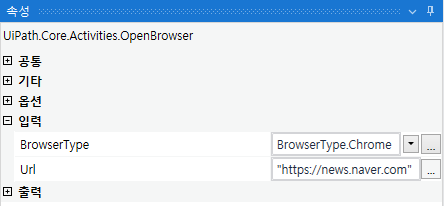 속성
UiPath.Core.Activities.OpenBrowser
공통
기타
옵션
입력
BrowserType BrowserType.Chrome ...
Url "https://news.naver.com" ...
출력